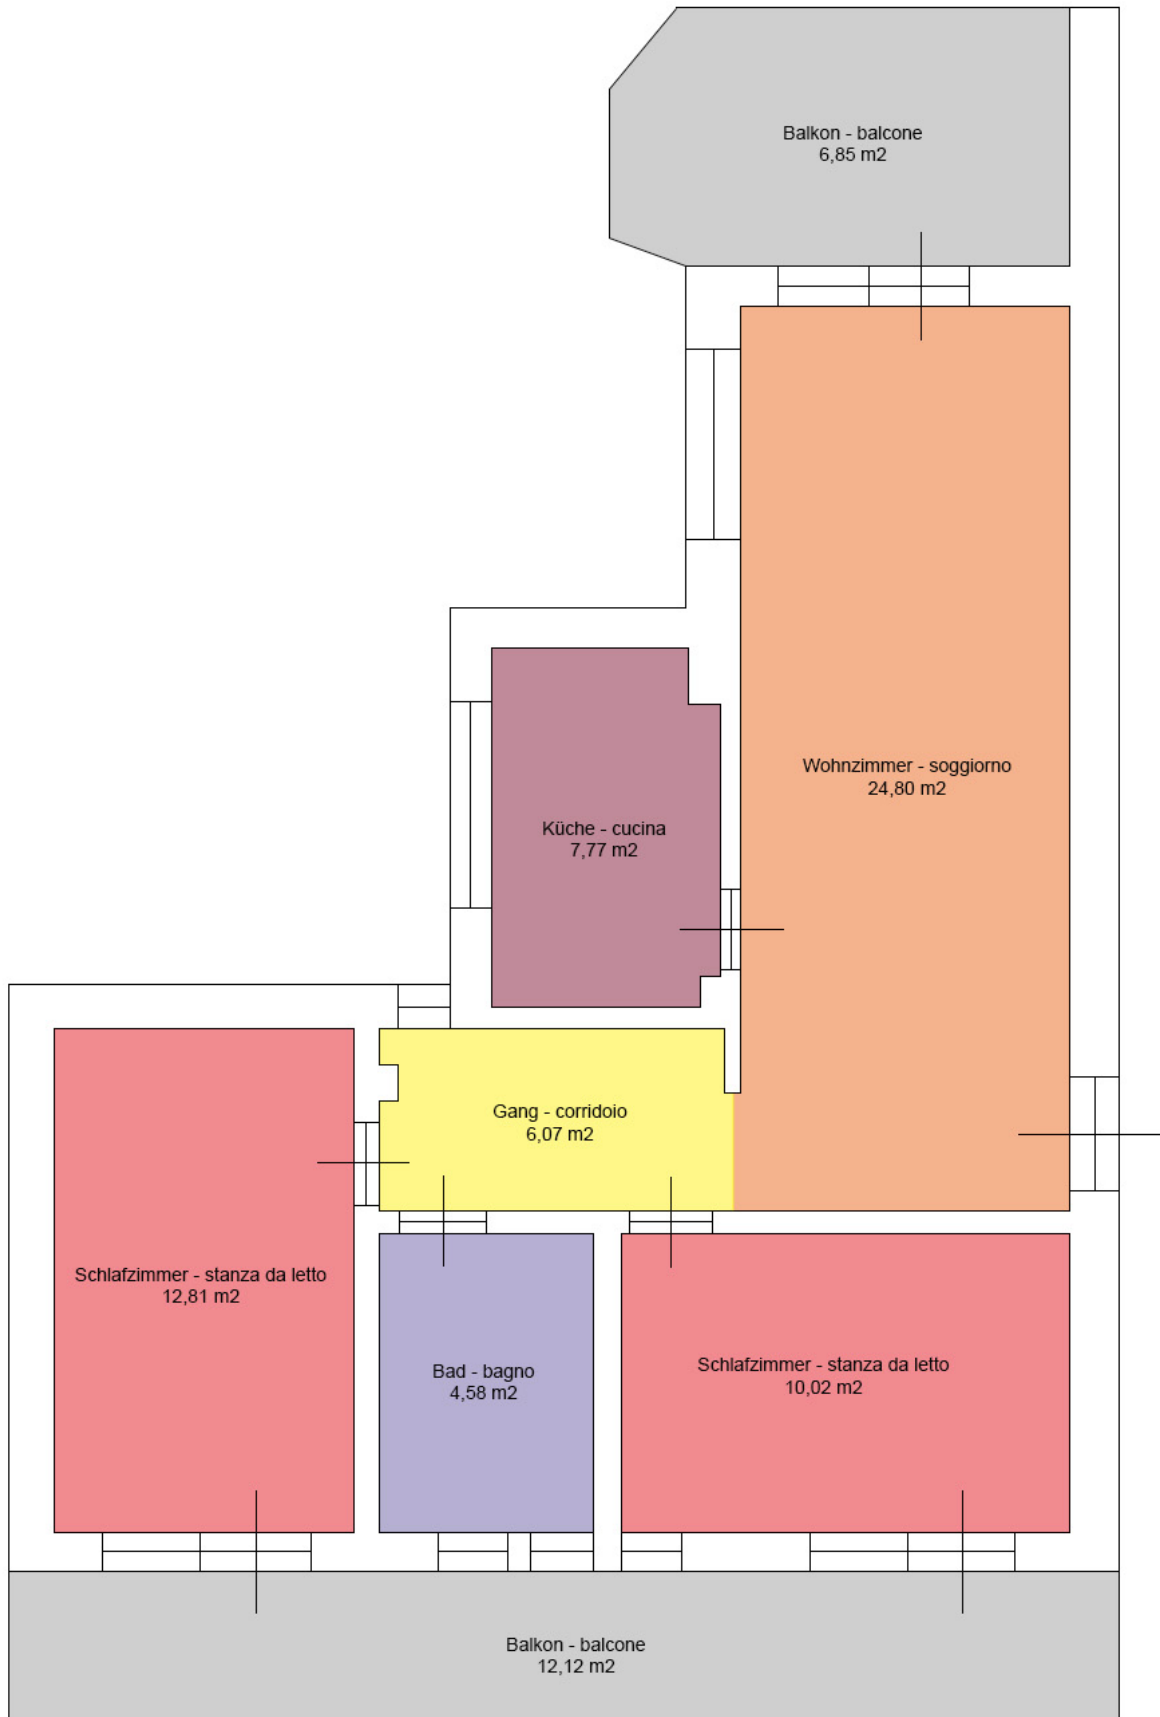 Balkon - balcone
6,85 m2
Wohnzimmer - soggiorno
24,80 m2
Küche - cucina
7,77 m2
Gang - corridoio
6,07 m2
Schlafzimmer - stanza da letto
12,81 m2
Bad - bagno
4,58 m2
Schlafzimmer - stanza da letto
10,02 m2
Balkon - balcone
12,12 m2